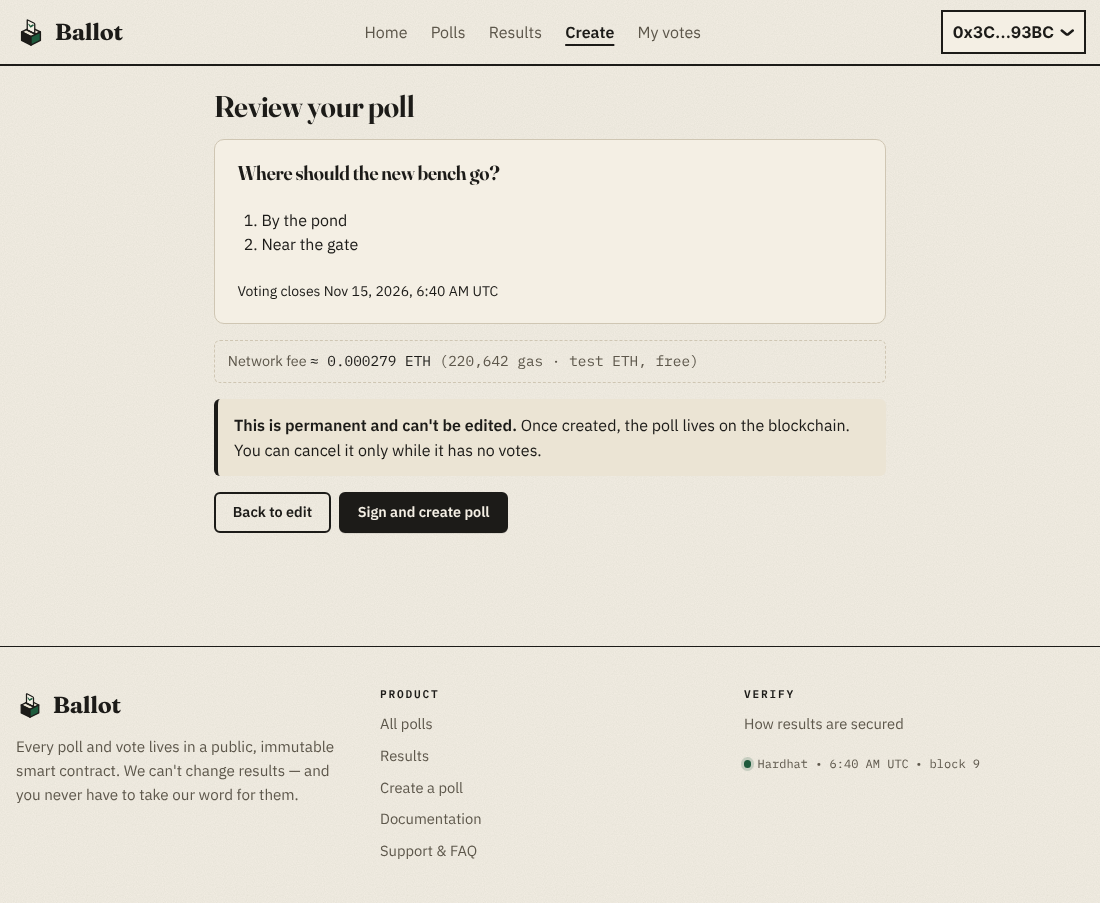 Ballot
Home Polls Results Create My votes
0x3C...93BC
Review your poll
Where should the new bench go?
1. By the pond
2. Near the gate
Voting closes Nov 15, 2026, 6:40 AM UTC
Network fee ≈ 0.000279 ETH (220,642 gas · test ETH, free)
This is permanent and can't be edited. Once created, the poll lives on the blockchain.
You can cancel it only while it has no votes.
Back to edit
Sign and create poll
Ballot
Every poll and vote lives in a public, immutable
smart contract. We can't change results — and
you never have to take our word for them.
PRODUCT
All polls
Results
Create a poll
Documentation
Support & FAQ
VERIFY
How results are secured
Hardhat • 6:40 AM UTC • block 9